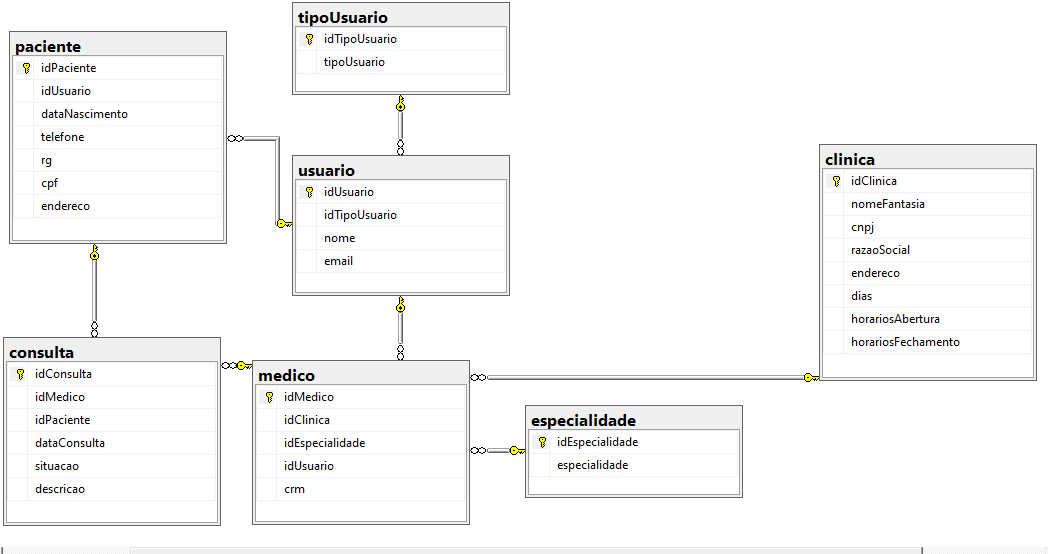 tipoUsuario
idTipoUsuario
tipoUsuario
paciente
idPaciente
idUsuario
dataNascimento
telefone
rg
cpf
endereco
usuario
idUsuario
idTipoUsuario
nome
email
clinica
idClinica
nomeFantasia
cnpj
razaoSocial
endereco
dias
horariosAbertura
horariosFechamento
consulta
idConsulta
idMedico
idPaciente
dataConsulta
situacao
descricao
medico
idMedico
idClinica
idEspecialidade
idUsuario
crm
especialidade
idEspecialidade
especialidade